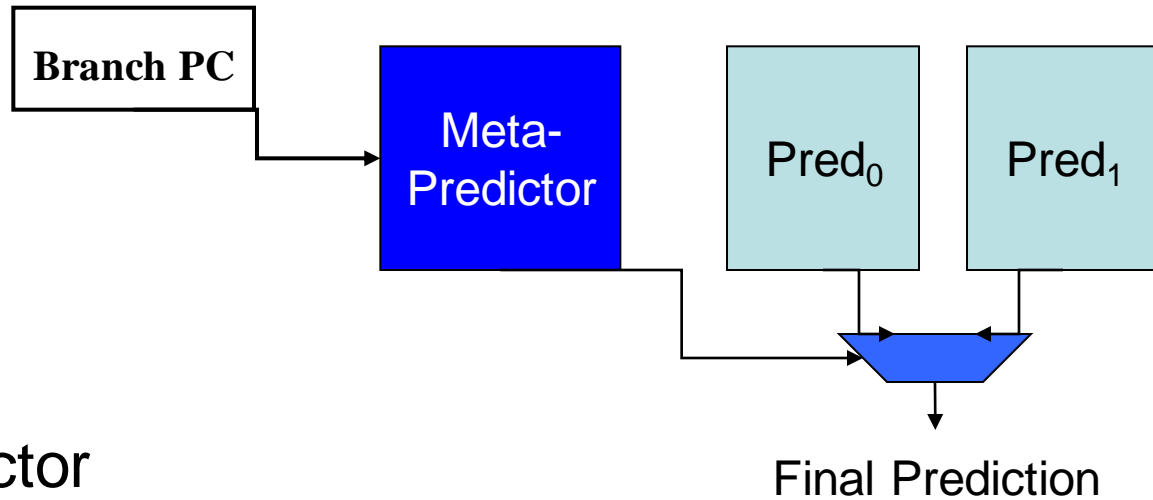 Branch PC
Meta-
Predictor
Pred₀
Pred₁
Final Prediction